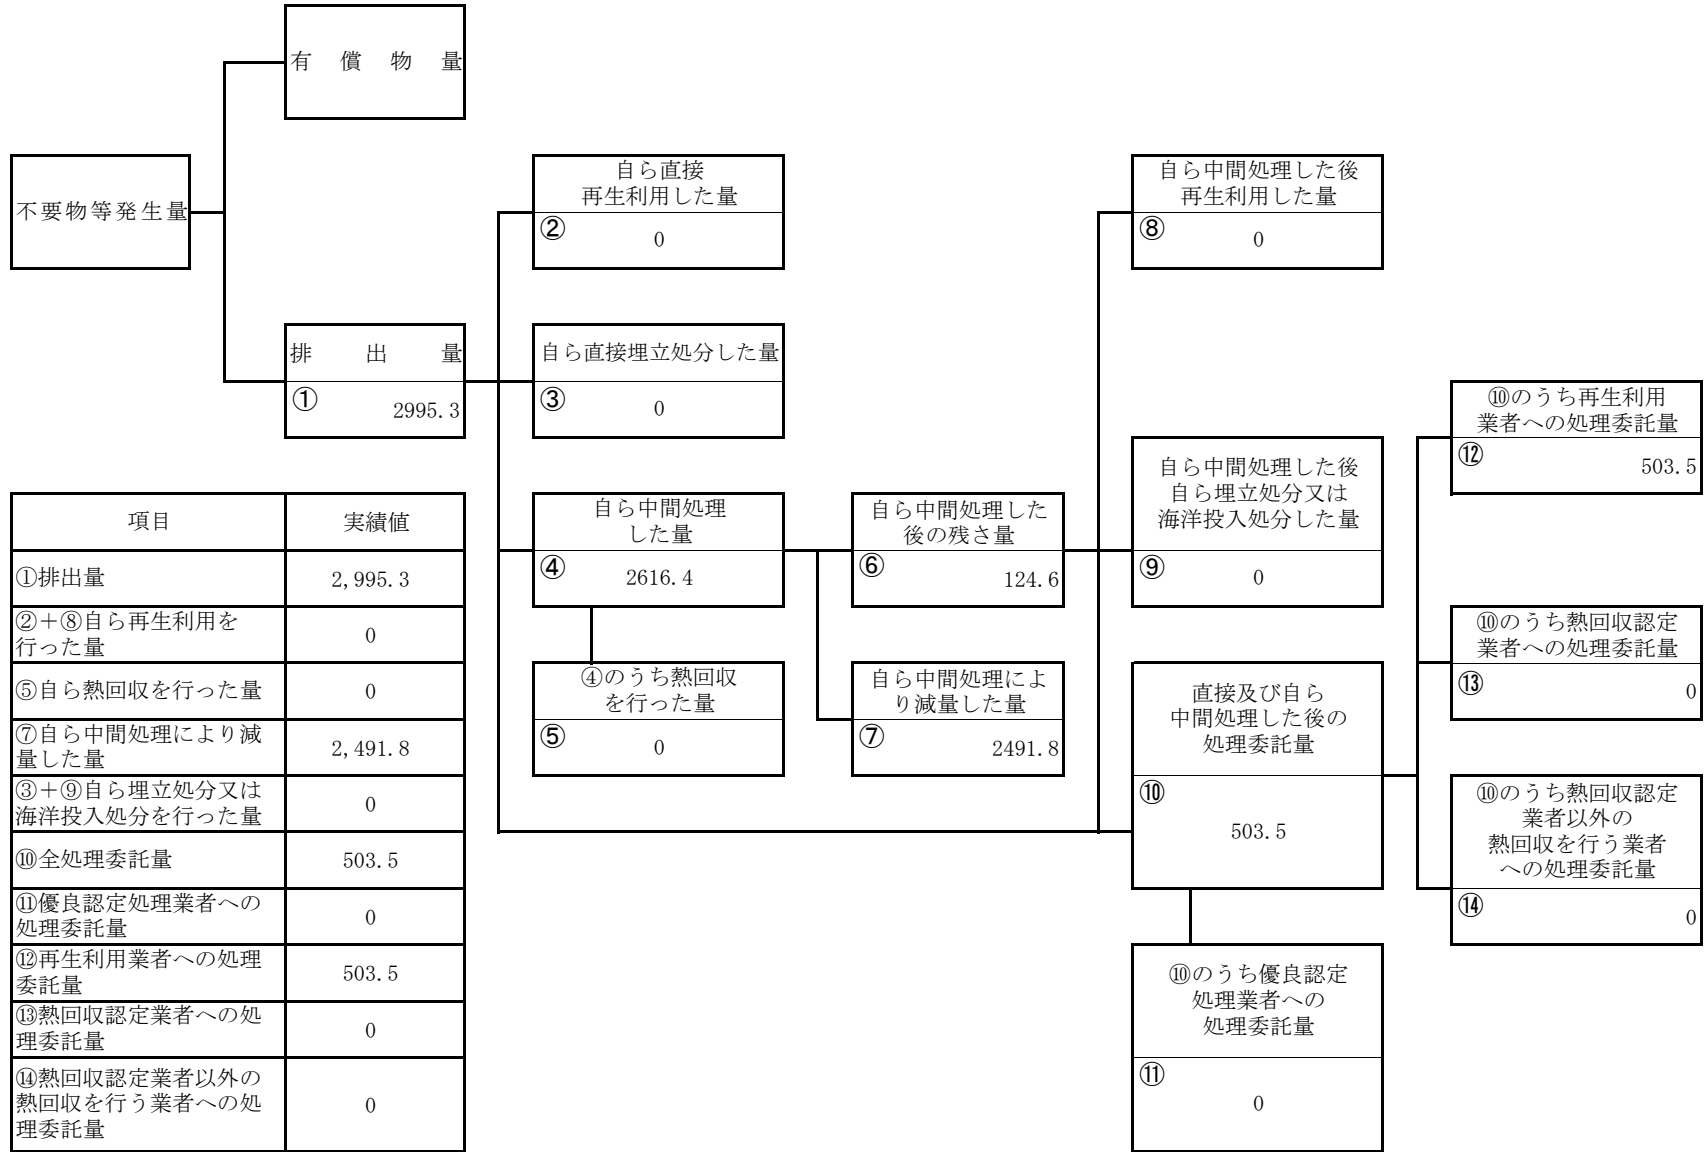 有償物量
不要物等発生量
排出量
①
2995.3
自ら直接
再生利用した量
②
0
自ら直接埋立処分した量
③
0
自ら中間処理
した量
④
2616.4
④のうち熱回収
を行った量
⑤
0
自ら中間処理した
後の残さ量
⑥
124.6
自ら中間処理によ
り減量した量
⑦
2491.8
自ら中間処理した後
再生利用した量
⑧
0
自ら中間処理した後
自ら埋立処分又は
海洋投入処分した量
⑨
0
直接及び自ら
中間処理した後の
処理委託量
⑩
503.5
⑩のうち優良認定
処理業者への
処理委託量
⑪
0
⑩のうち再生利用
業者への処理委託量
⑫
503.5
⑩のうち熱回収認定
業者への処理委託量
⑬
0
⑩のうち熱回収認定
業者以外の
熱回収を行う業者
への処理委託量
⑭
0
項目 実績値
①排出量 2,995.3
②+⑧自ら再生利用を
行った量 0
⑤自ら熱回収を行った量 0
⑦自ら中間処理により減
量した量 2,491.8
③+⑨自ら埋立処分又は
海洋投入処分を行った量 0
⑩全処理委託量 503.5
⑪優良認定処理業者への
処理委託量 0
⑫再生利用業者への処理
委託量 503.5
⑬熱回収認定業者への処
理委託量 0
⑭熱回収認定業者以外の
熱回収を行う業者への処
理委託量 0